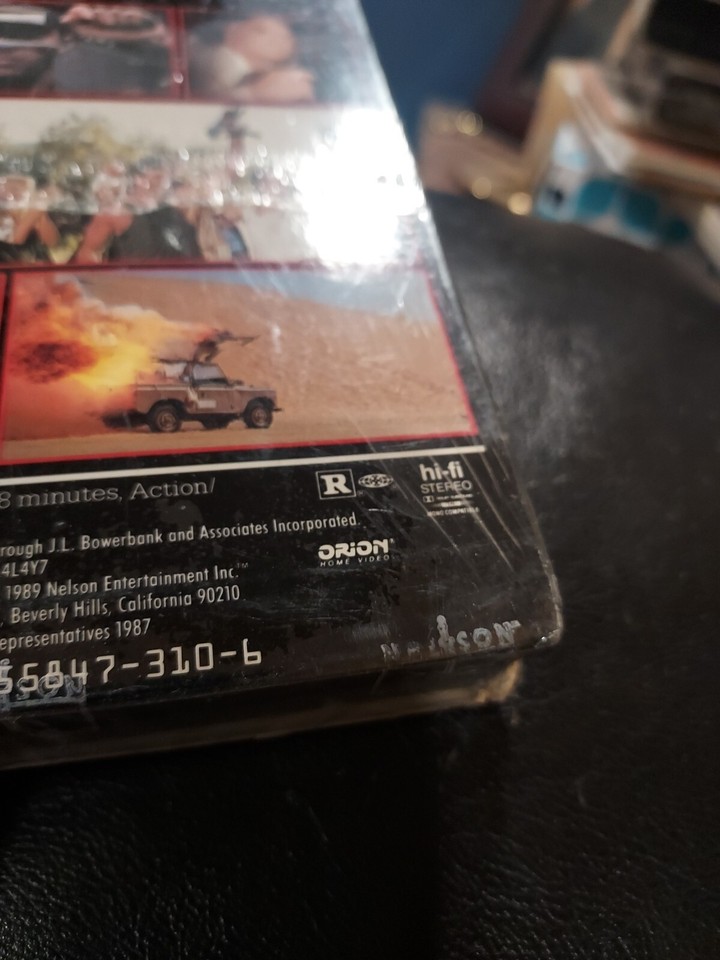 8 minutes, Action/
R
hi-fi
STEREO
rough J.L. Bowerbank and Associates Incorporated.
4L4Y7
ORION®
HOME VIDEO
1989 Nelson Entertainment Inc.™
, Beverly Hills, California 90210
epresentatives 1987
55847-310-6